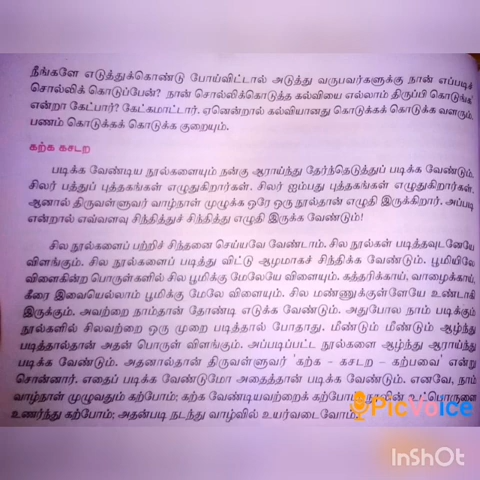 நீங்களே எடுத்துக்கொண்டு போய்விட்டால் அடுத்து வருபவர்களுக்கு நான் எப்படிச்
சொல்லிக் கொடுப்பேன்? நான் சொல்லிக்கொடுத்த கல்வியை எல்லாம் திருப்பி கொடுங்க'
என்றா கேட்பார்? கேட்கமாட்டார். ஏனென்றால் கல்வியானது கொடுக்கக் கொடுக்க வளரும்.
பணம் கொடுக்கக் கொடுக்க குறையும்.
கற்க கசடற
படிக்க வேண்டிய நூல்களையும் நன்கு ஆராய்ந்து தேர்ந்தெடுத்துப் படிக்க வேண்டும்.
சிலர் பத்துப் புத்தகங்கள் எழுதுகிறார்கள். சிலர் ஐம்பது புத்தகங்கள் எழுதுகிறார்கள்.
ஆனால் திருவள்ளுவர் வாழ்நாள் முழுக்க ஒரே ஒரு நூல்தான் எழுதி இருக்கிறார். அப்படி
என்றால் எவ்வளவு சிந்தித்துச் சிந்தித்து எழுதி இருக்க வேண்டும்!
சில நூல்களைப் பற்றிச் சிந்தனை செய்யவே வேண்டாம். சில நூல்கள் படித்தவுடனேயே
விளங்கும். சில நூல்களைப் படித்து விட்டு ஆழமாகச் சிந்திக்க வேண்டும். பூமியிலே
விளைகின்ற பொருள்களில் சில பூமிக்கு மேலேயே விளையும். கத்தரிக்காய், வாழைக்காய்,
கீரை இவையெல்லாம் பூமிக்கு மேலே விளையும். சில மண்ணுக்குள்ளேயே உண்டாகி
இருக்கும். அவற்றை நாம்தான் தோண்டி எடுக்க வேண்டும். அதுபோல நாம் படிக்கும்
நூல்களில் சிலவற்றை ஒரு முறை படித்தால் போதாது. மீண்டும் மீண்டும் ஆழ்ந்து
படித்தால்தான் அதன் பொருள் விளங்கும். அப்படிப்பட்ட நூல்களை ஆழ்ந்து ஆராய்ந்து
படிக்க வேண்டும். அதனால்தான் திருவள்ளுவர் 'கற்க - கசடற - கற்பவை' என்று
சொன்னார். எதைப் படிக்க வேண்டுமோ அதைத்தான் படிக்க வேண்டும். எனவே, நாம்
வாழ்நாள் முழுவதும் கற்போம்; கற்க வேண்டியவற்றைக் கற்போம்; உட்பொருளை
உணர்ந்து கற்போம்; அதன்படி நடந்து வாழ்வில் உயர்வடைவோம்.
PicVoice
InShOt